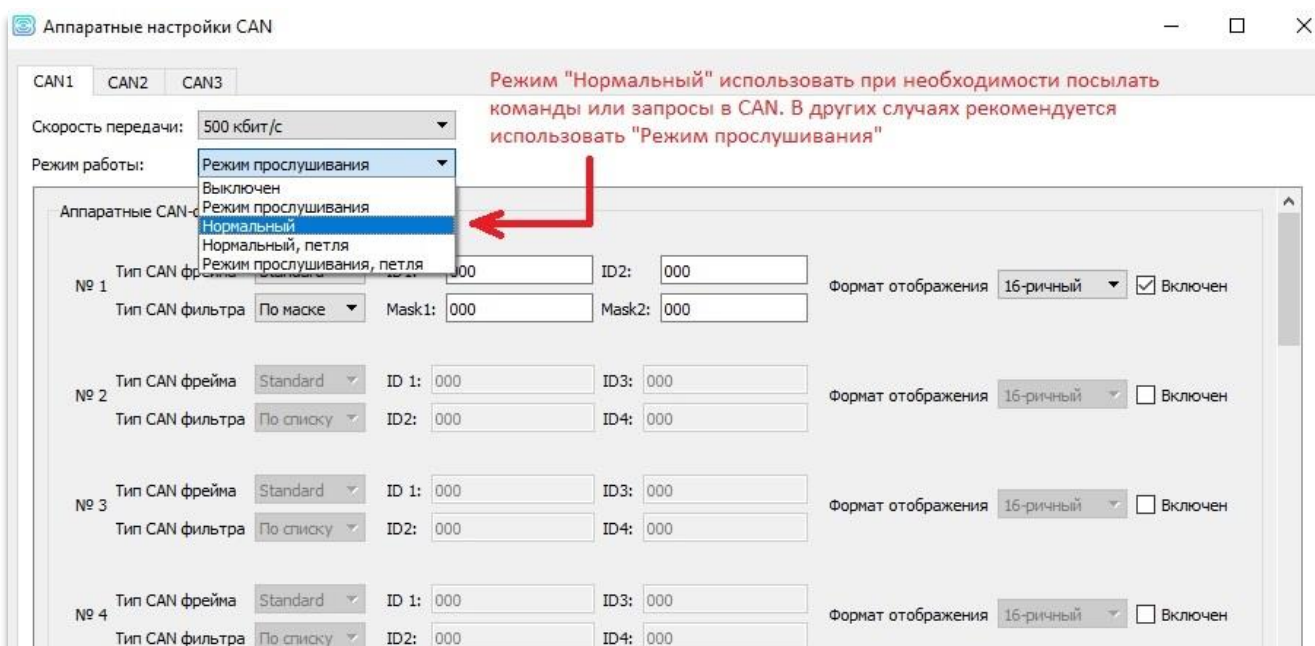 Аппаратные настройки CAN
CAN1 CAN2 CAN3
Режим "Нормальный" использовать при необходимости посылать
команды или запросы в CAN. В других случаях рекомендуется
использовать "Режим прослушивания"
Скорость передачи: 500 кбит/с
Режим работы: Режим прослушивания
Выключен
Режим прослушивания
Нормальный
Нормальный, петля
Режим прослушивания, петля
Аппаратные CAN-
№ 1
Тип CAN фрейма 000 ID2: 000
Тип CAN фильтра По маске Mask1: 000 Mask2: 000
Формат отображения 16-ричный Включен
№ 2
Тип CAN фрейма Standard ID 1: 000 ID3: 000
Тип CAN фильтра По списку ID2: 000 ID4: 000
Формат отображения 16-ричный Включен
№ 3
Тип CAN фрейма Standard ID 1: 000 ID3: 000
Тип CAN фильтра По списку ID2: 000 ID4: 000
Формат отображения 16-ричный Включен
№ 4
Тип CAN фрейма Standard ID 1: 000 ID3: 000
Тип CAN фильтра По списку ID2: 000 ID4: 000
Формат отображения 16-ричный Включен